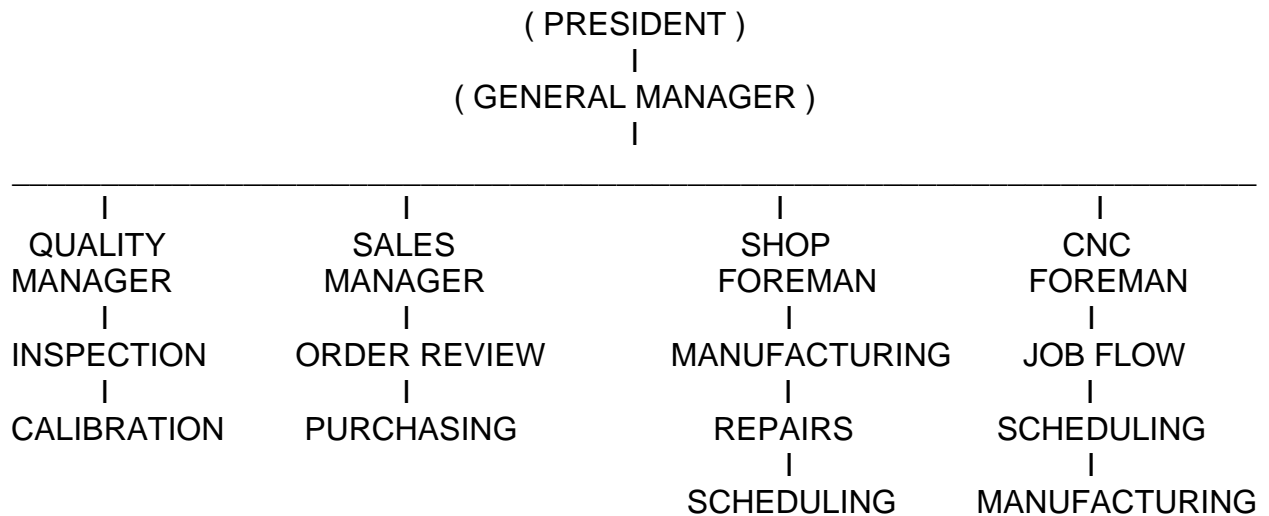 ( PRESIDENT )
I
( GENERAL MANAGER )
I
______________________________________________________________________
I I I I
QUALITY SALES SHOP CNC
MANAGER MANAGER FOREMAN FOREMAN
I I I I
INSPECTION ORDER REVIEW MANUFACTURING JOB FLOW
I I I I
CALIBRATION PURCHASING REPAIRS SCHEDULING
I I
SCHEDULING MANUFACTURING